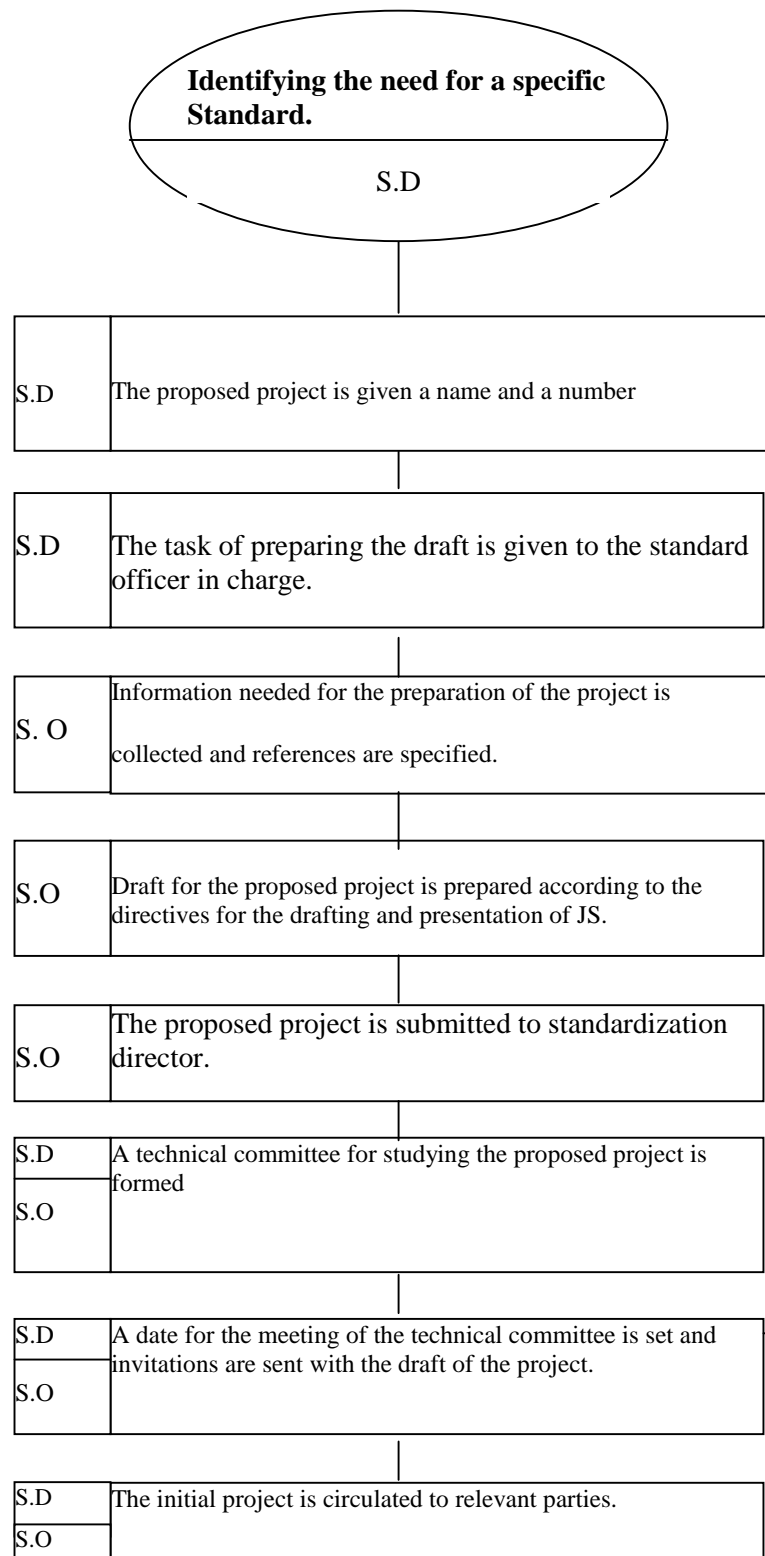 Identifying the need for a specific
Standard.
S.D
S.D
The proposed project is given a name and a number
S.D
The task of preparing the draft is given to the standard
officer in charge.
S. O
Information needed for the preparation of the project is
collected and references are specified.
S.O
Draft for the proposed project is prepared according to the
directives for the drafting and presentation of JS.
S.O
The proposed project is submitted to standardization
director.
S.D
S.O
A technical committee for studying the proposed project is
formed
S.D
S.O
A date for the meeting of the technical committee is set and
invitations are sent with the draft of the project.
S.D
S.O
The initial project is circulated to relevant parties.